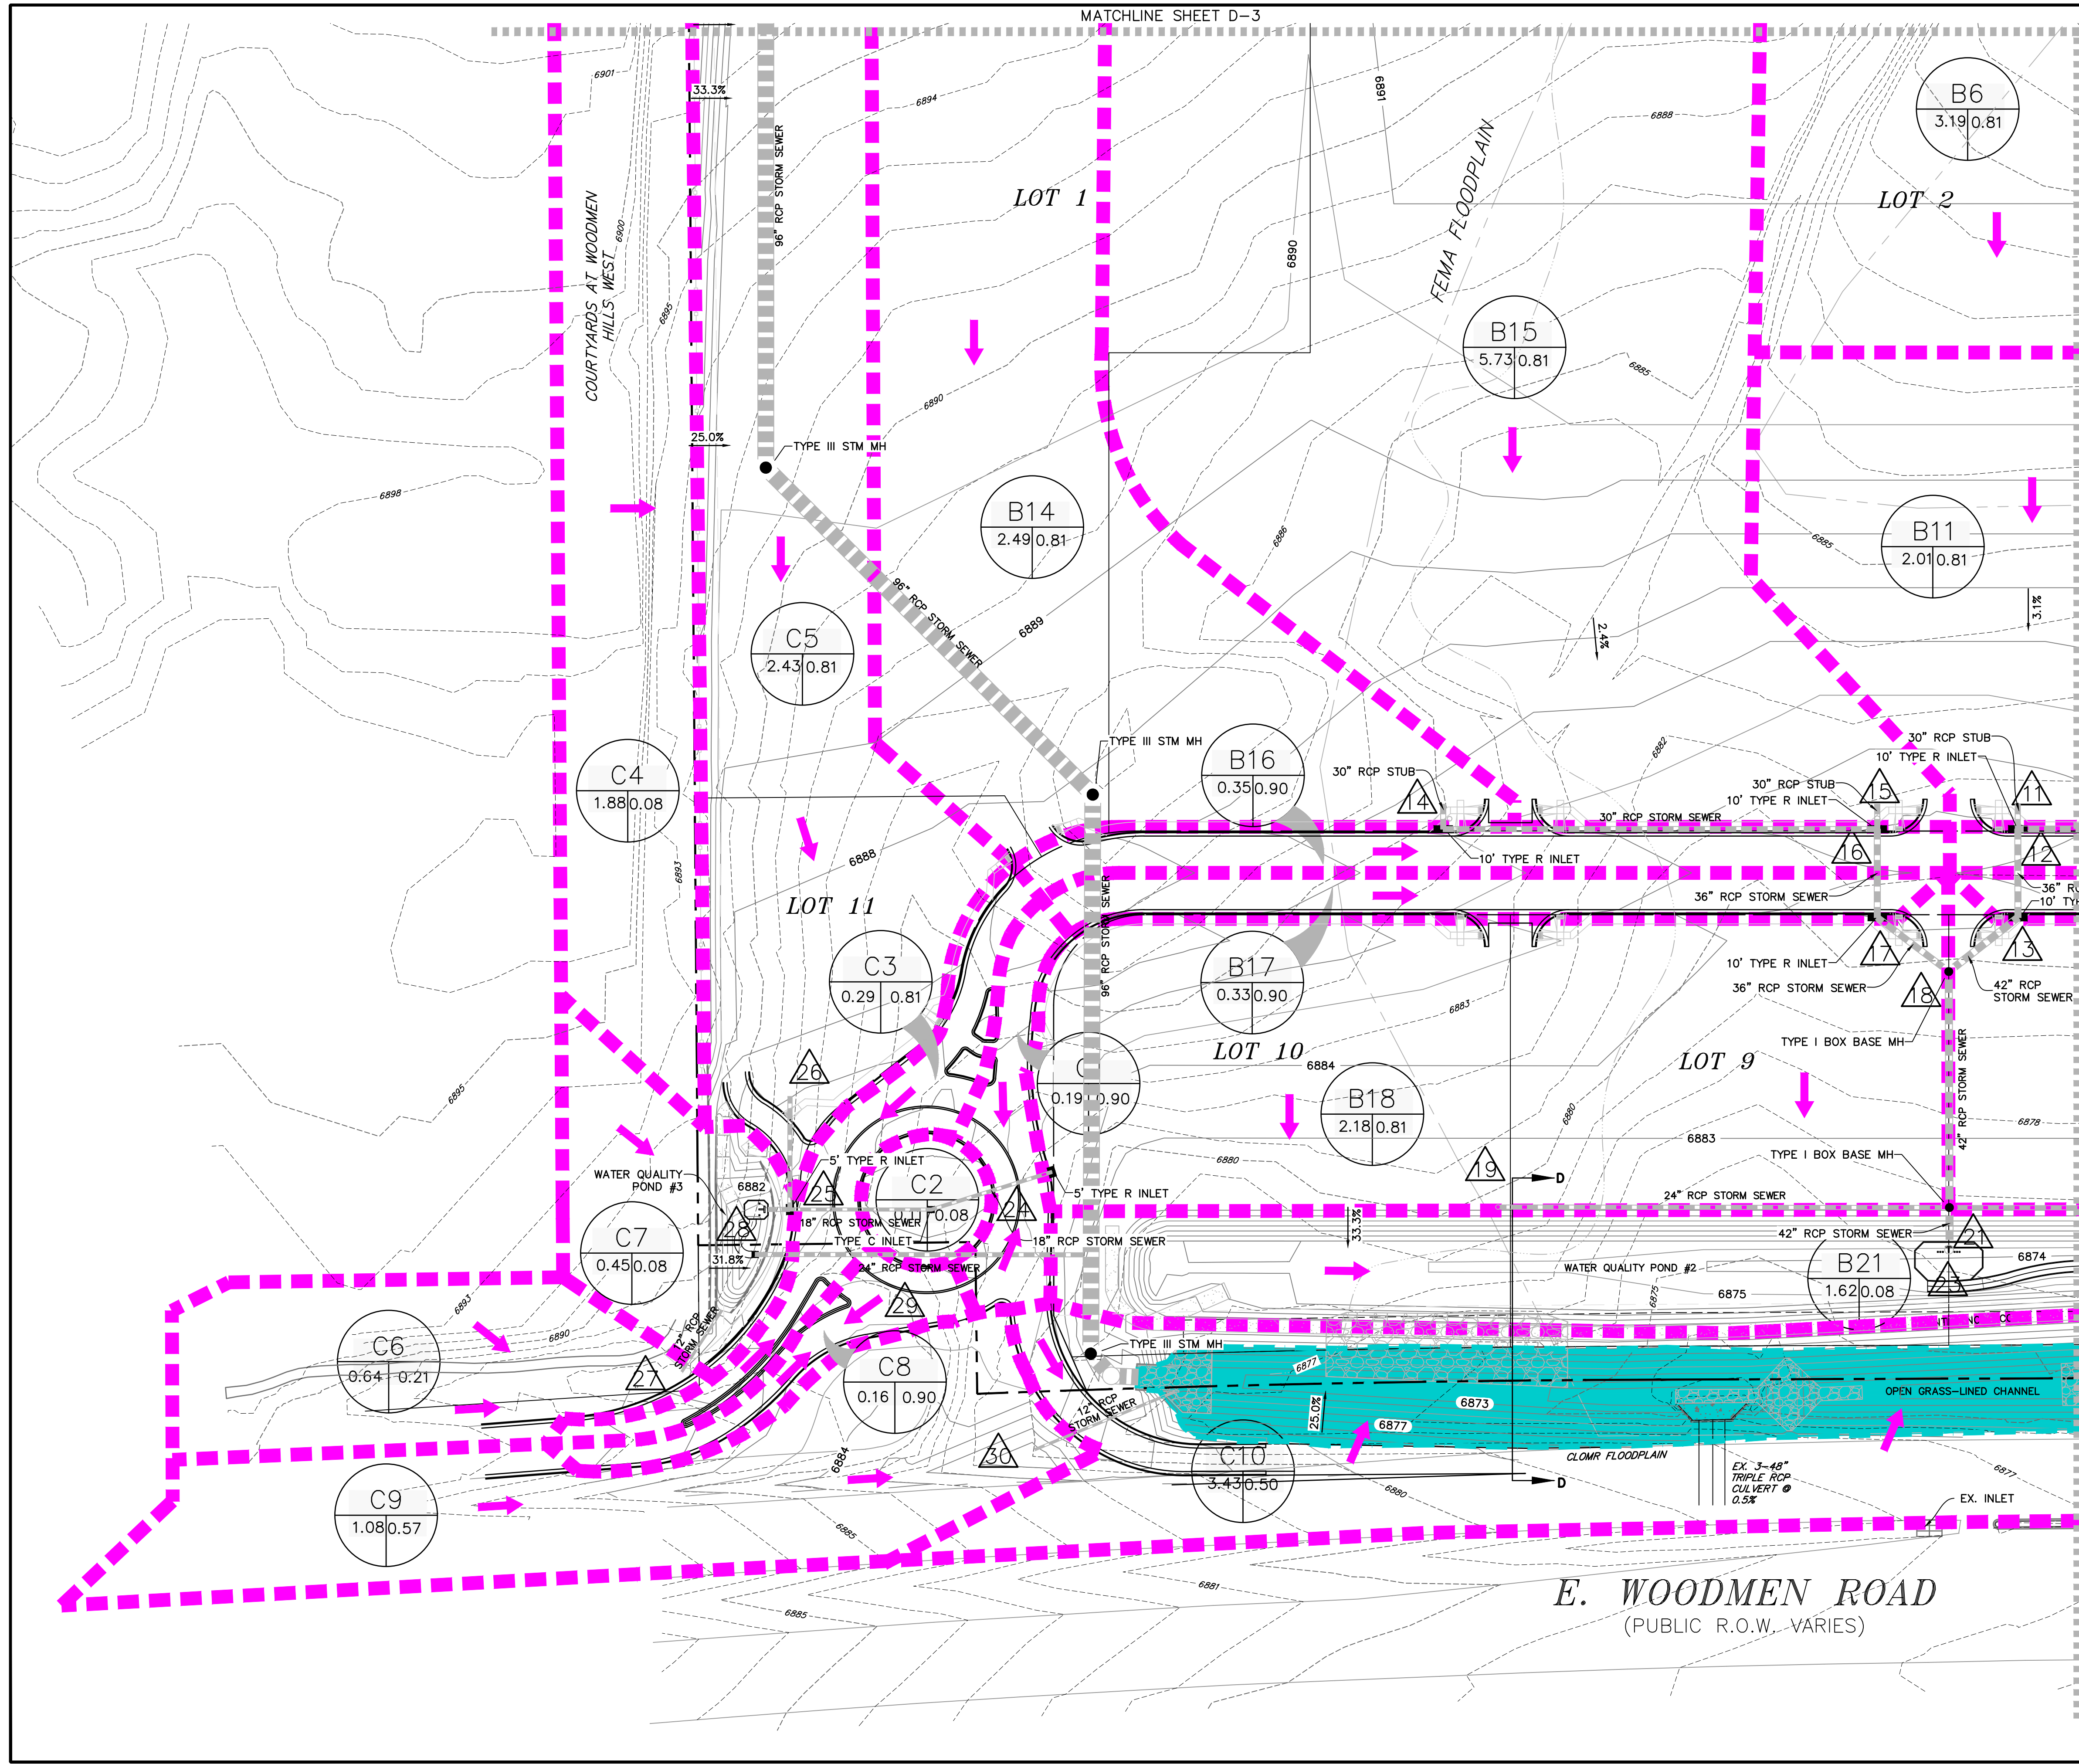 MATCHLINE SHEET D-3
6901
33.3%
6894
6891
6888
B6
3.19 0.81
96" RCP STORM SEWER
FEMA FLOODPLAIN
LOT 1
LOT 2
COURTYARDS AT WOODMEN
HILLS WEST
6900
6890
6895
B15
5.73 0.81
6885
6890
25.0%
TYPE III STM MH
6898
B14
2.49 0.81
6886
B11
2.01 0.81
6885
96" RCP STORM SEWER
3.1%
6889
2.4%
C5
2.43 0.81
TYPE III STM MH
30" RCP STUB
10' TYPE R INLET
6882
B16
0.35 0.90
30" RCP STUB
14
30" RCP STUB
10' TYPE R INLET
15
11
C4
1.88 0.08
30" RCP STORM SEWER
6888
6893
10' TYPE R INLET
16
12
36" RCP STORM SEWER
LOT 11
96" RCP STORM SEWER
C3
0.29 0.81
B17
0.33 0.90
10' TYPE R INLET
17
13
36" RCP STORM SEWER
18
42" RCP
STORM SEWER
6883
TYPE I BOX BASE MH
LOT 10
LOT 9
6884
26
0.19 0.90
B18
2.18 0.81
6895
6880
6878
42" RCP STORM SEWER
6883
TYPE I BOX BASE MH
6880
19
D
5' TYPE R INLET
WATER QUALITY
POND #3
6882
25
C2
0.11 0.08
5' TYPE R INLET
24
24" RCP STORM SEWER
33.3%
28
18" RCP STORM SEWER
TYPE C INLET
18" RCP STORM SEWER
42" RCP STORM SEWER
21
C7
0.45 0.08
31.8%
24" RCP STORM SEWER
WATER QUALITY POND #2
B21
1.62 0.08
6874
23
6875
6875
29
6893
6890
12" RCP
STORM SEWER
TYPE III STM MH
C6
0.64 0.21
27
C8
0.16 0.90
6877
OPEN GRASS-LINED CHANNEL
12" RCP
STORM SEWER
25.0%
6873
6877
6884
30
C10
3.43 0.50
CLOMR FLOODPLAIN
D
EX. 3-48"
TRIPLE RCP
CULVERT @
0.5%
6877
C9
1.08 0.57
6880
EX. INLET
6885
6881
6885
E. WOODMEN ROAD
(PUBLIC R.O.W. VARIES)